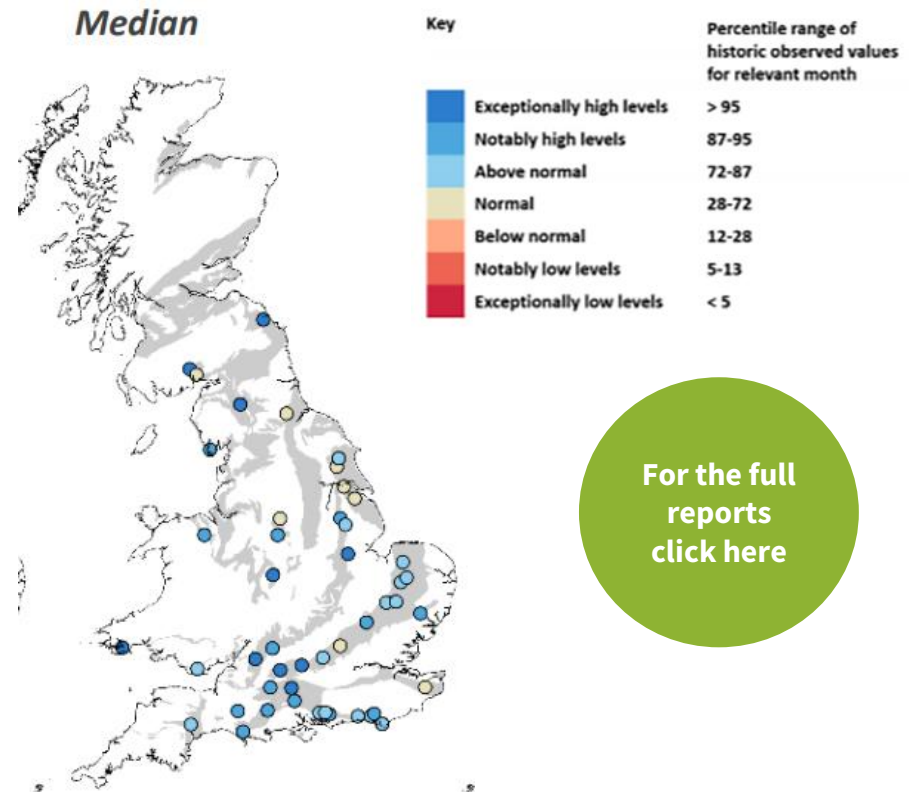 Median
Key
Percentile range of
historic observed values
for relevant month
Exceptionally high levels > 95
Notably high levels 87-95
Above normal 72-87
Normal 28-72
Below normal 12-28
Notably low levels 5-13
Exceptionally low levels < 5
For the full
reports
click here